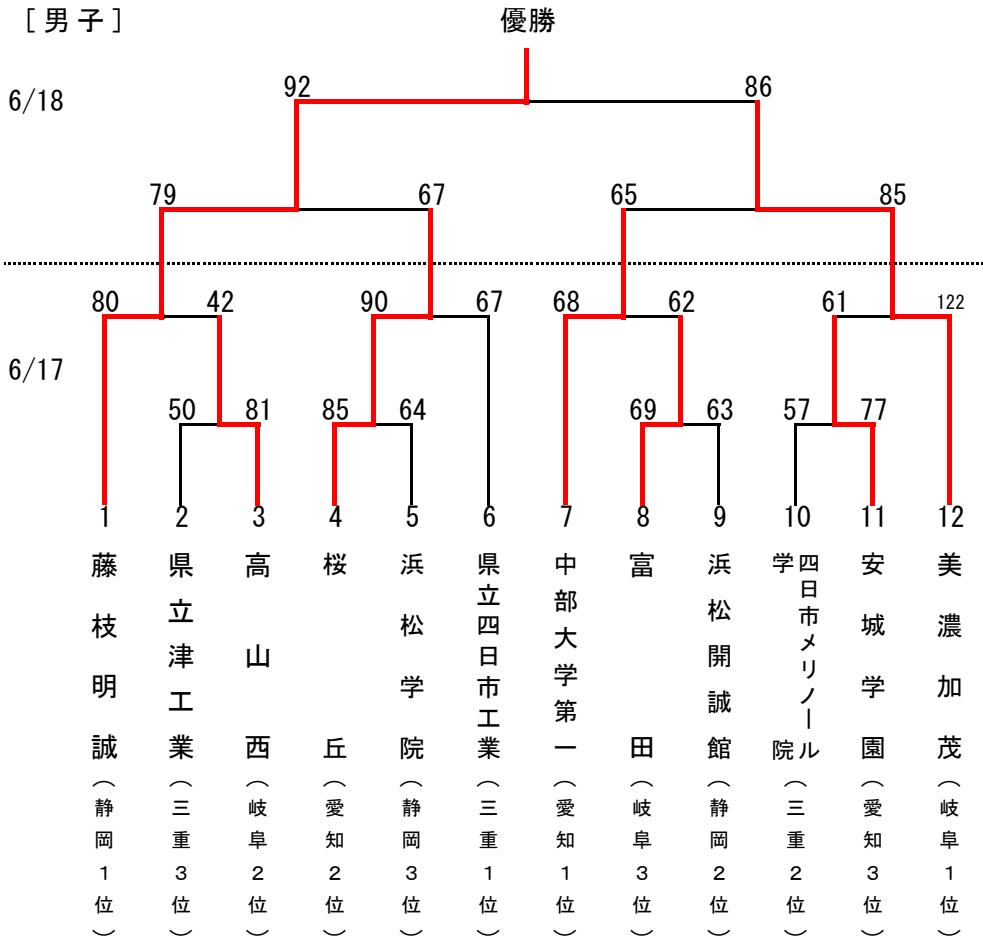 [男子]
優勝
6/18
92
86
79
67
65
85
80
42
90
67
68
62
61
122
6/17
50
81
85
64
69
63
57
77
1
2
3
4
5
6
7
8
9
10
11
12
藤枝明誠(静岡1位)
県立津工業(三重3位)
高山西(岐阜2位)
桜丘(愛知2位)
浜松学院(静岡3位)
県立四日市工業(三重1位)
中部大学第一(愛知1位)
富田(岐阜3位)
浜松開誠館(静岡2位)
四日市メリノール学院(三重2位)
安城学園(愛知3位)
美濃加茂(岐阜1位)